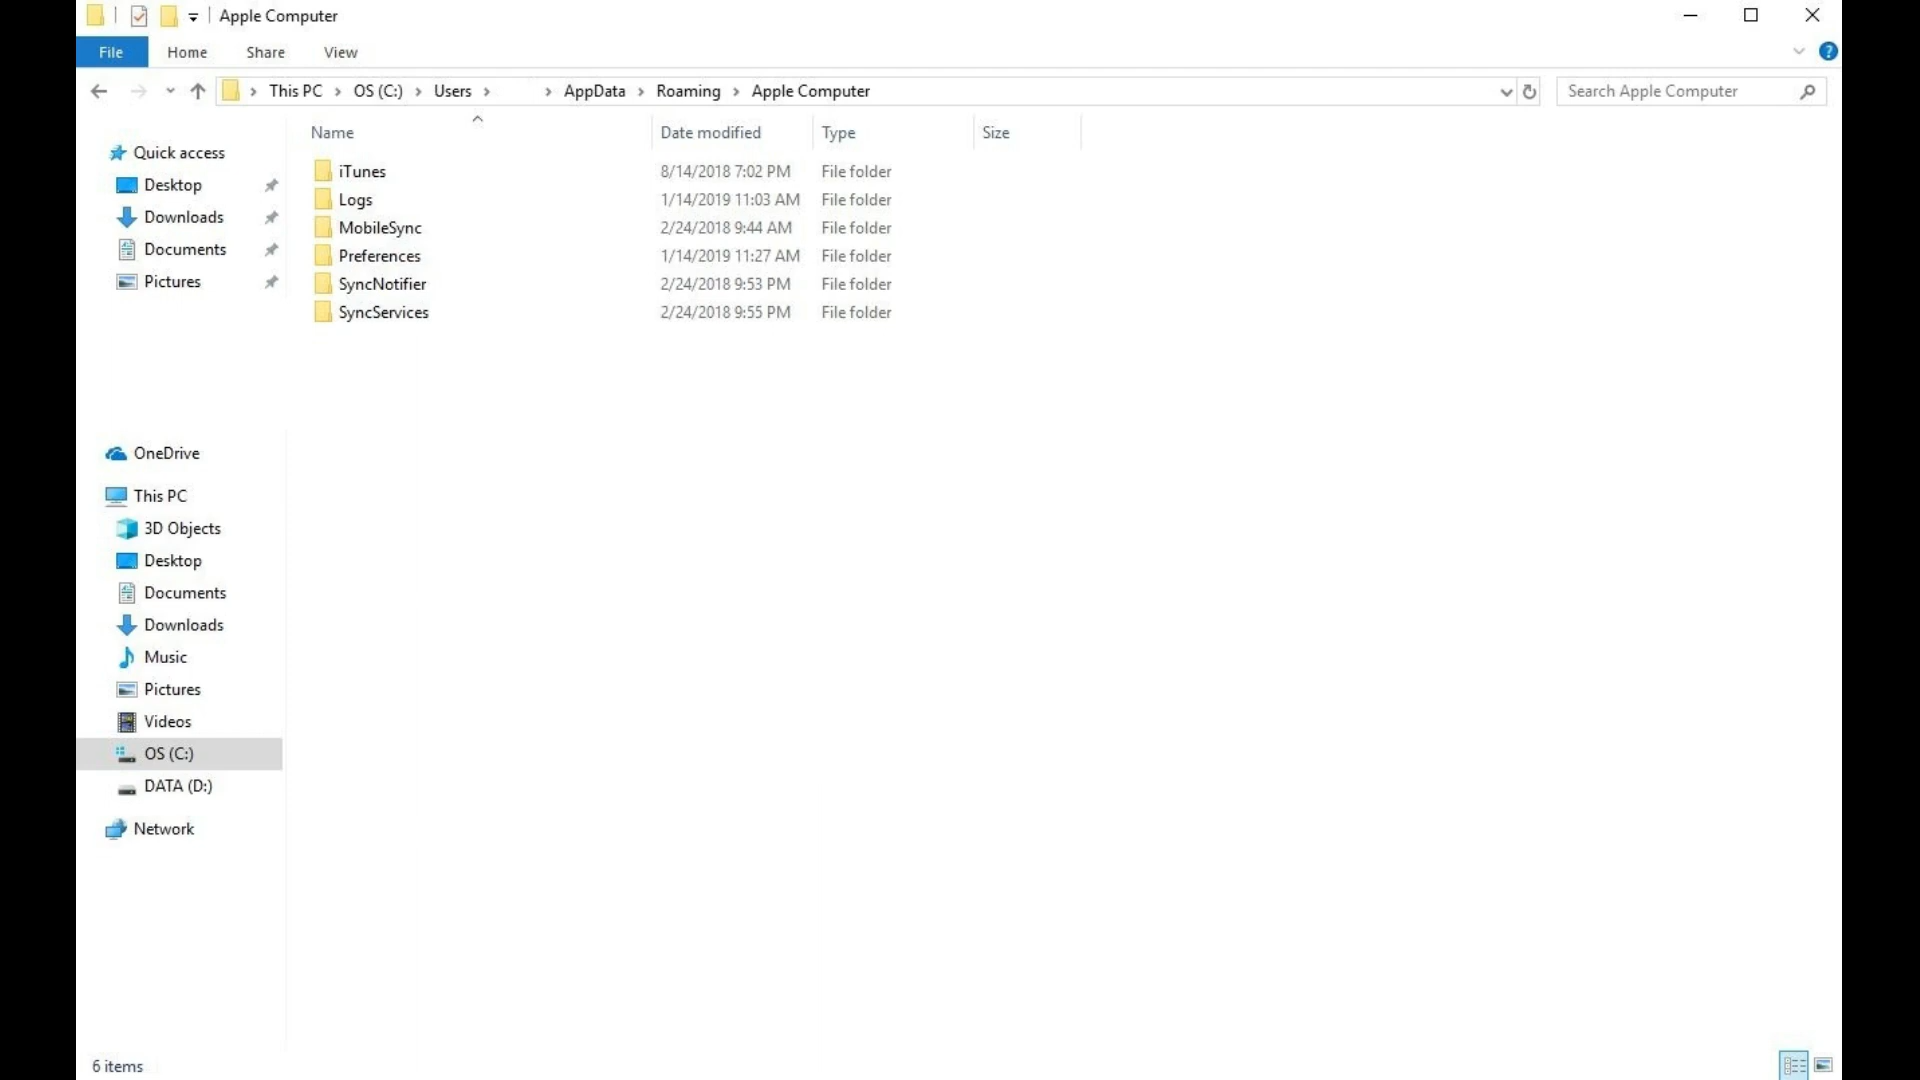 Apple Computer
File Home Share View
This PC > OS (C:) > Users > > AppData > Roaming > Apple Computer
Search Apple Computer
Name Date modified Type Size
Quick access
Desktop
Downloads
Documents
Pictures
iTunes 8/14/2018 7:02 PM File folder
Logs 1/14/2019 11:03 AM File folder
MobileSync 2/24/2018 9:44 AM File folder
Preferences 1/14/2019 11:27 AM File folder
SyncNotifier 2/24/2018 9:53 PM File folder
SyncServices 2/24/2018 9:55 PM File folder
OneDrive
This PC
3D Objects
Desktop
Documents
Downloads
Music
Pictures
Videos
OS (C:)
DATA (D:)
Network
6 items